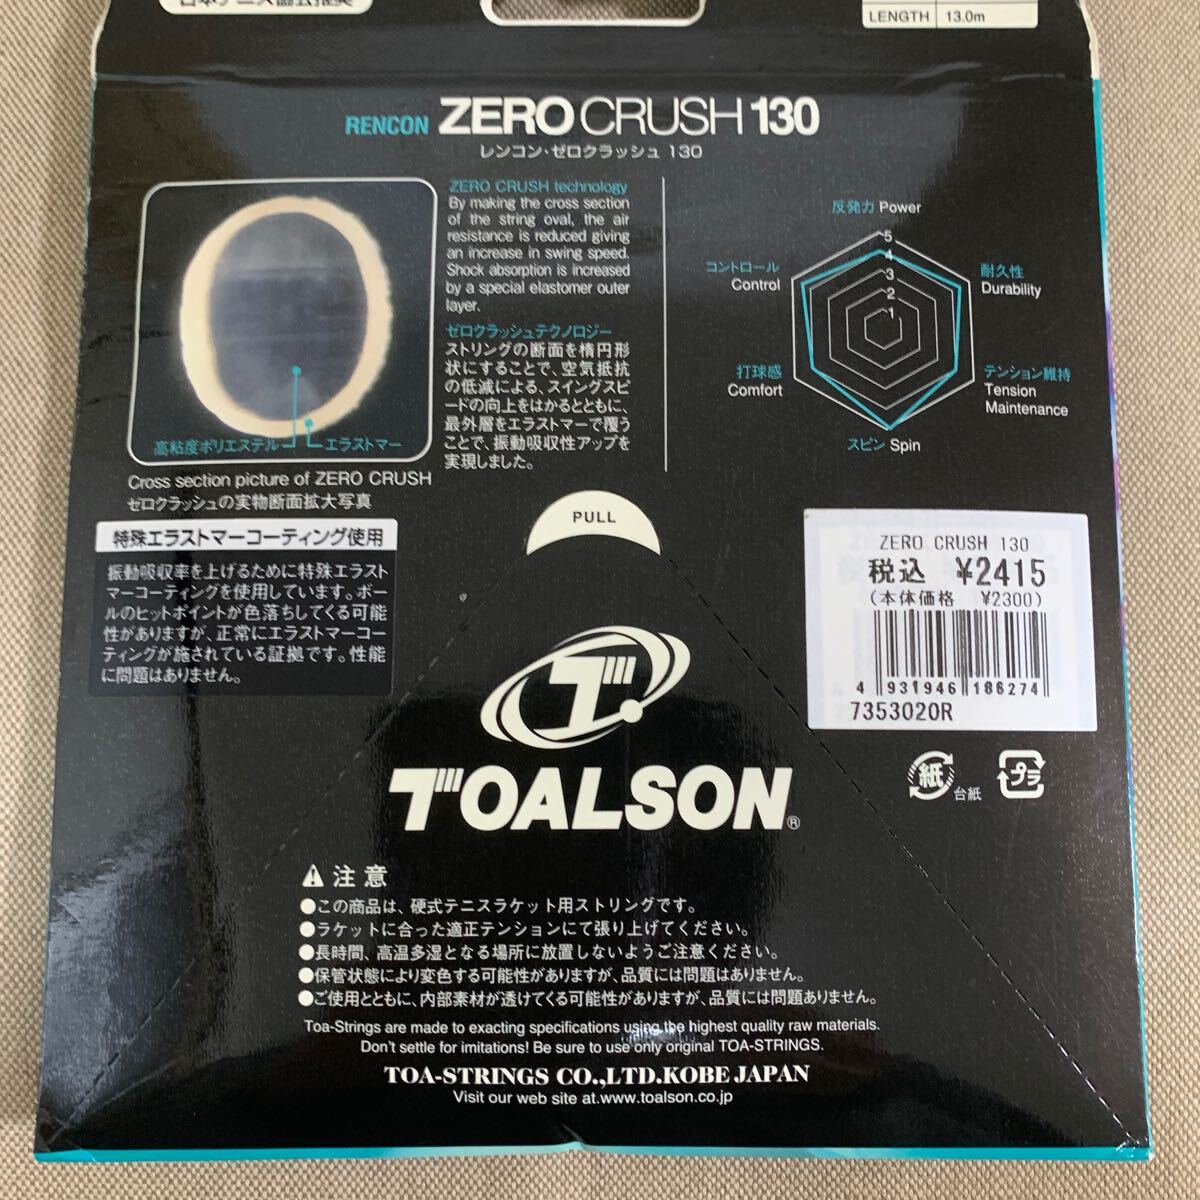 日本テニス協会推奨
LENGTH 13.0m
RENCON ZERO CRUSH 130
レンコン・ゼロクラッシュ 130
ZERO CRUSH technology
By making the cross section
of the string oval, the air
resistance is reduced giving
an increase in swing speed.
Shock absorption is increased
by a special elastomer outer
layer.
ゼロクラッシュテクノロジー
ストリングの断面を楕円形
状にすることで、空気抵抗
の低減による、スイングスピ
ードの向上をはかるとともに、
最外層をエラストマーで覆う
ことで、振動吸収性アップを
実現しました。
高粘度ポリエステル
エラストマー
Cross section picture of ZERO CRUSH
ゼロクラッシュの実物断面拡大写真
反発力 Power
5
4
3
2
1
コントロール
Control
耐久性
Durability
打球感
Comfort
テンション維持
Tension
Maintenance
スピン Spin
特殊エラストマーコーティング使用
振動吸収率を上げるために特殊エラスト
マーコーティングを使用しています。ボー
ルのヒットポイントが色落ちしてくる可能
性がありますが、正常にエラストマーコー
ティングが施されている証拠です。性能
に問題はありません。
PULL
ZERO CRUSH 130
税込 ¥2415
(本体価格 ¥2300)
4 931946 186274
7353020R
紙
台紙
プラ
T
TOALSON®
注意
●この商品は、硬式テニスラケット用ストリングです。
●ラケットに合った適正テンションにて張り上げてください。
●長時間、高温多湿となる場所に放置しないようご注意ください。
●保管状態により変色する可能性がありますが、品質には問題はありません。
●ご使用とともに、内部素材が透けてくる可能性がありますが、品質には問題ありません。
Toa-Strings are made to exacting specifications using the highest quality raw materials.
Don't settle for imitations! Be sure to use only original TOA-STRINGS.
TOA-STRINGS CO.,LTD.KOBE JAPAN
Visit our web site at.www.toalson.co.jp